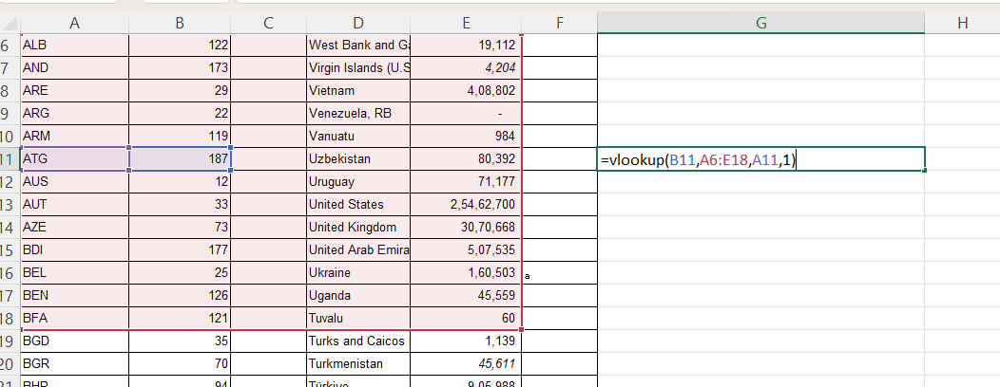 A B C D E F G H
6 ALB 122 West Bank and Ga 19,112
7 AND 173 Virgin Islands (U.S 4,204
8 ARE 29 Vietnam 4,08,802
9 ARG 22 Venezuela, RB -
10 ARM 119 Vanuatu 984
11 ATG 187 Uzbekistan 80,392 =vlookup(B11,A6:E18,A11,1)
12 AUS 12 Uruguay 71,177
13 AUT 33 United States 2,54,62,700
14 AZE 73 United Kingdom 30,70,668
15 BDI 177 United Arab Emira 5,07,535
16 BEL 25 Ukraine 1,60,503 a
17 BEN 126 Uganda 45,559
18 BFA 121 Tuvalu 60
19 BGD 35 Turks and Caicos 1,139
20 BGR 70 Turkmenistan 45,611
21 BHR 94 Türkiye 9,05,988